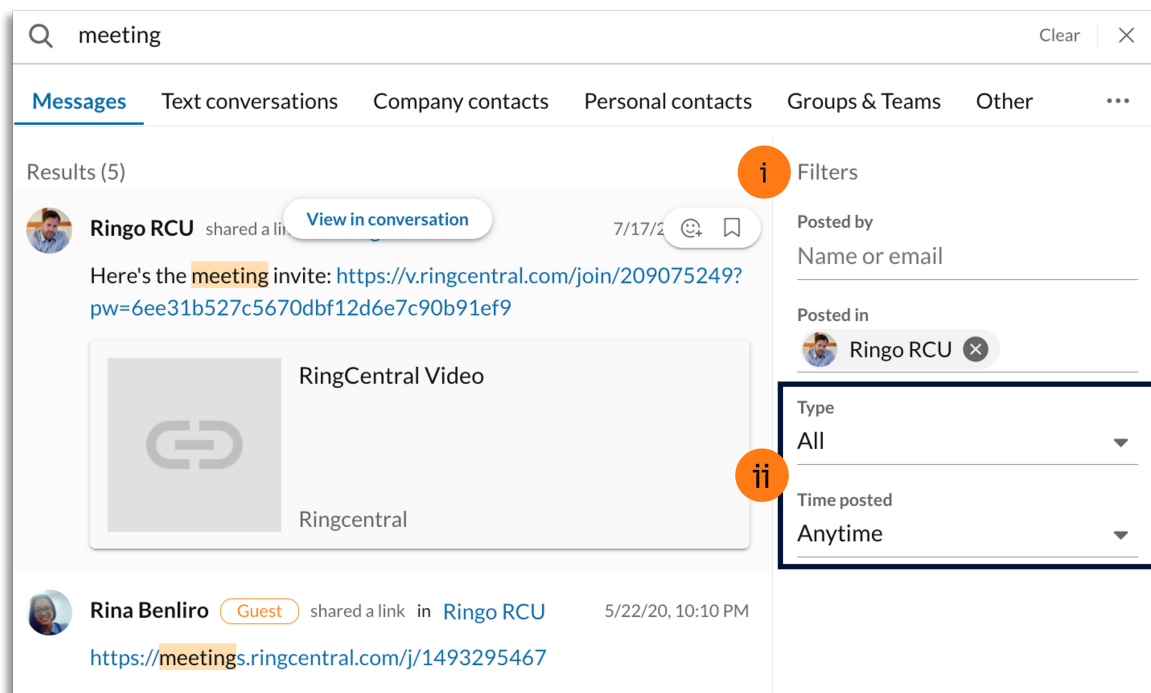 meeting
Clear
Messages Text conversations Company contacts Personal contacts Groups & Teams Other
Results (5)
Ringo RCU shared a
View in conversation
7/17/2
Here's the meeting invite: https://v.ringcentral.com/join/209075249?
pw=6ee31b527c5670dbf12d6e7c90b91ef9
RingCentral Video
Ringcentral
Rina Benliro Guest shared a link in Ringo RCU 5/22/20, 10:10 PM
https://meetings.ringcentral.com/j/1493295467
i
Filters
Posted by
Name or email
Posted in
Ringo RCU
ii
Type
All
Time posted
Anytime